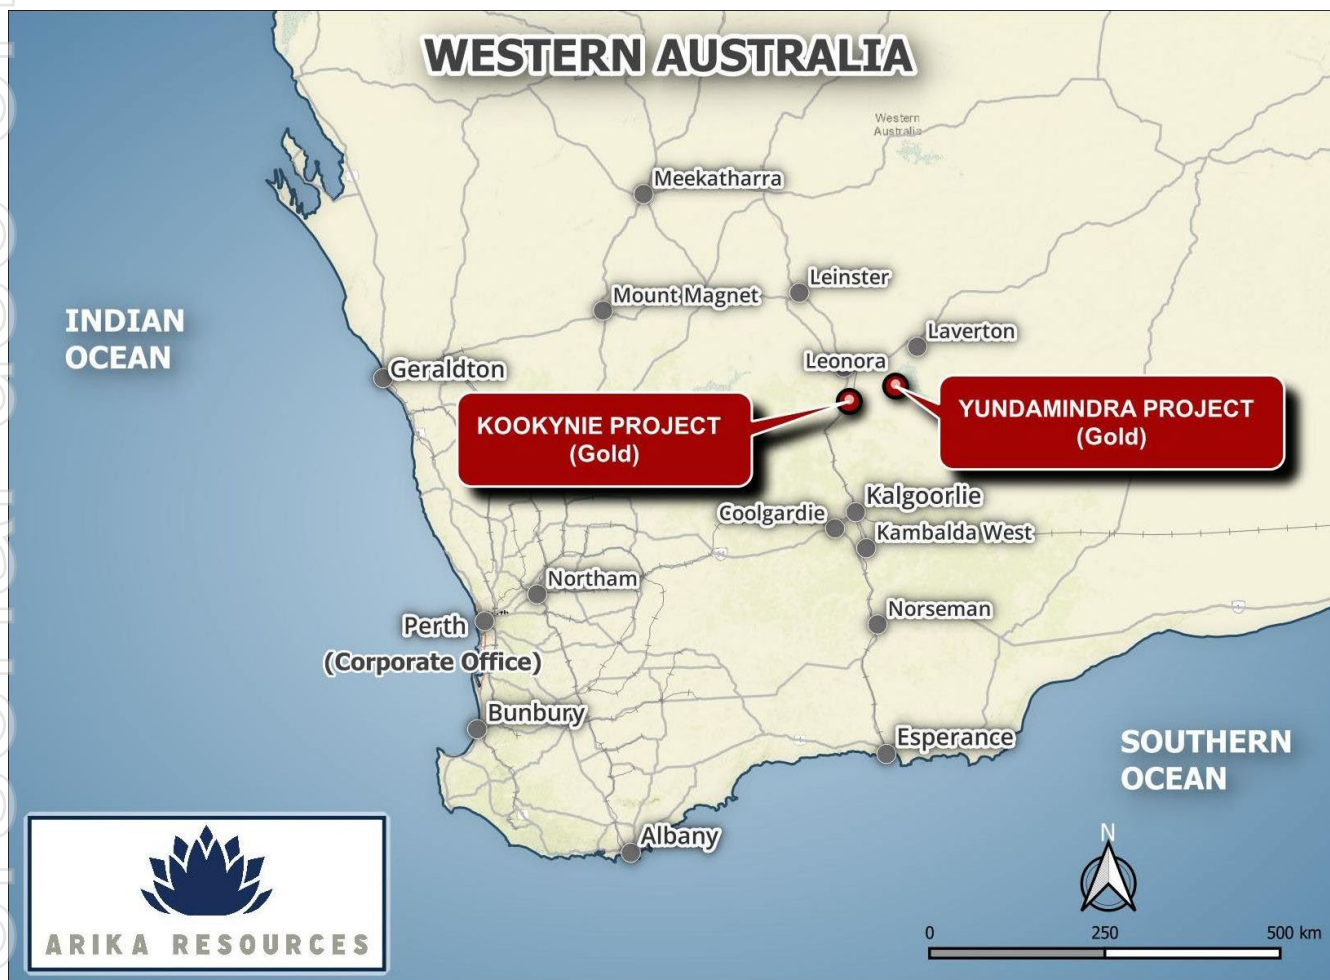 WESTERN AUSTRALIA
Western
Australia
Meekatharra
Leinster
Mount Magnet
INDIAN
OCEAN
Laverton
Leonora
Geraldton
KOOKYNIE PROJECT
(Gold)
YUNDAMINDRA PROJECT
(Gold)
Kalgoorlie
Coolgardie
Kambalda West
Northam
Norseman
Perth
(Corporate Office)
Bunbury
Esperance
SOUTHERN
OCEAN
Albany
N
0 250 500 km
ARIKA RESOURCES